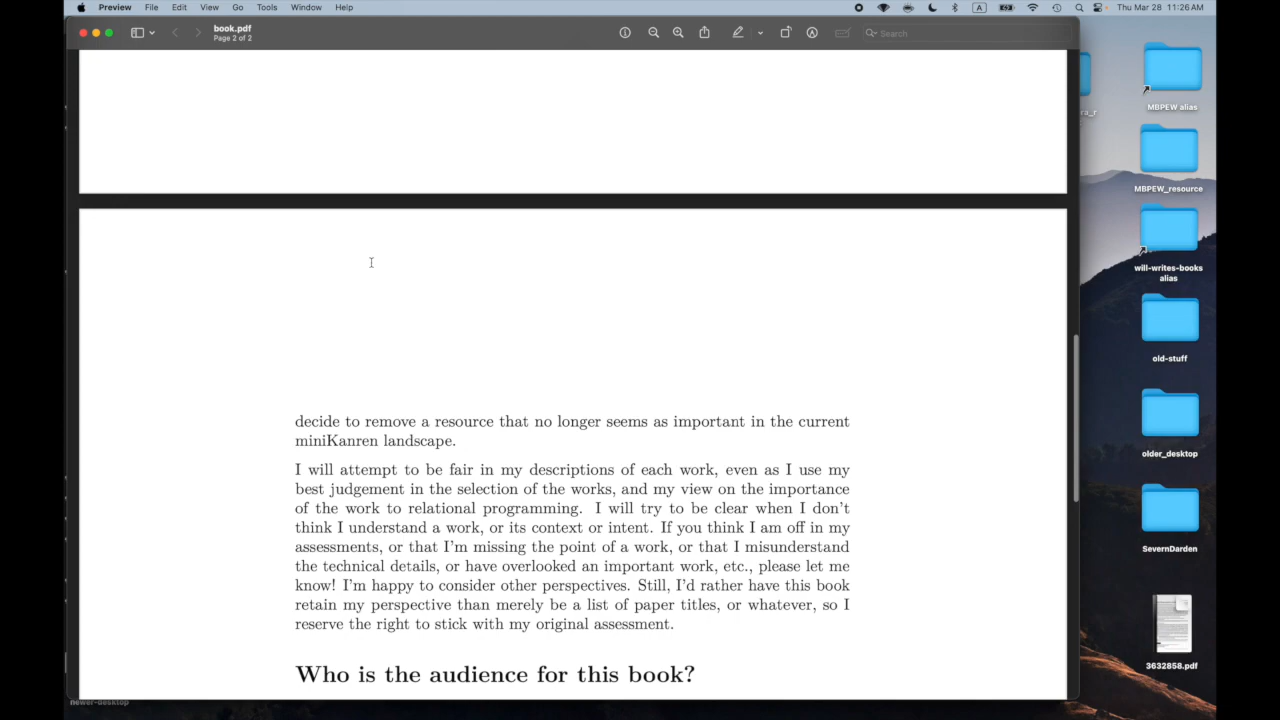 Preview File Edit View Go Tools Window Help
A
Thu Mar 28 11:26 AM
book.pdf
Page 2 of 2
Search
MBPEW alias
MBPEW_resource
will-writes-books
alias
old-stuff
older_desktop
SevernDarden
3632858.pdf
decide to remove a resource that no longer seems as important in the current
miniKanren landscape.
I will attempt to be fair in my descriptions of each work, even as I use my
best judgement in the selection of the works, and my view on the importance
of the work to relational programming. I will try to be clear when I don't
think I understand a work, or its context or intent. If you think I am off in my
assessments, or that I'm missing the point of a work, or that I misunderstand
the technical details, or have overlooked an important work, etc., please let me
know! I'm happy to consider other perspectives. Still, I'd rather have this book
retain my perspective than merely be a list of paper titles, or whatever, so I
reserve the right to stick with my original assessment.
Who is the audience for this book?
newer-desktop